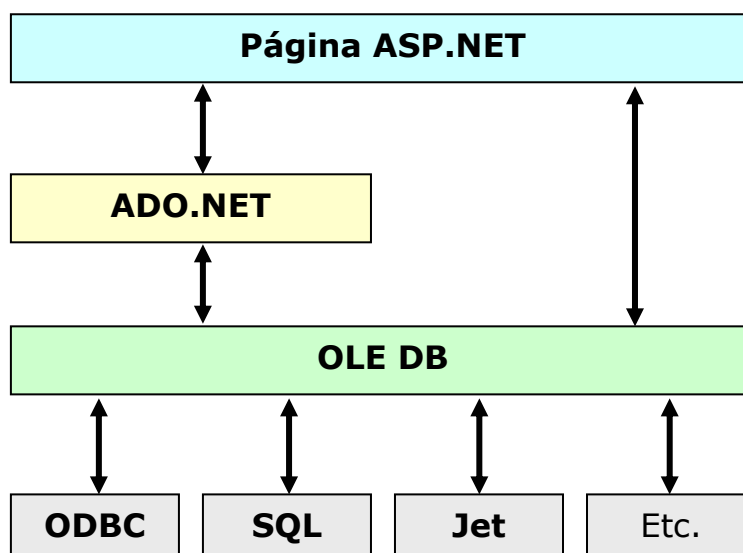 Página ASP.NET
ADO.NET
OLE DB
ODBC
SQL
Jet
Etc.